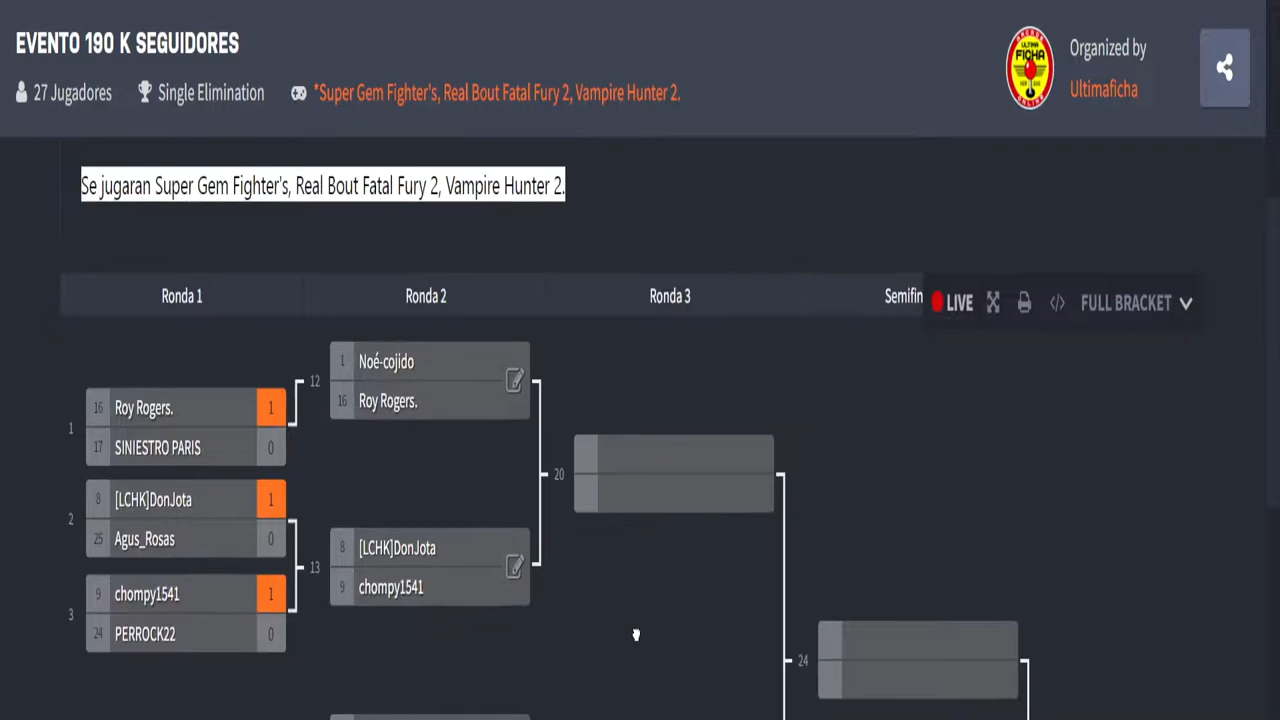 EVENTO 190 K SEGUIDORES
27 Jugadores
Single Elimination
*Super Gem Fighter's, Real Bout Fatal Fury 2, Vampire Hunter 2.
ULTIMA
FICHA
Organized by
Ultimaficha
Se jugaran Super Gem Fighter's, Real Bout Fatal Fury 2, Vampire Hunter 2.
Ronda 1
Ronda 2
Ronda 3
Semifin
LIVE
</>
FULL BRACKET
1
16 Roy Rogers. 1
17 SINIESTRO PARIS 0
2
8 [LCHK]DonJota 1
25 Agus_Rosas 0
3
9 chompy1541 1
24 PERROCK22 0
12
1 Noé-cojido
16 Roy Rogers.
13
8 [LCHK]DonJota
9 chompy1541
20
24